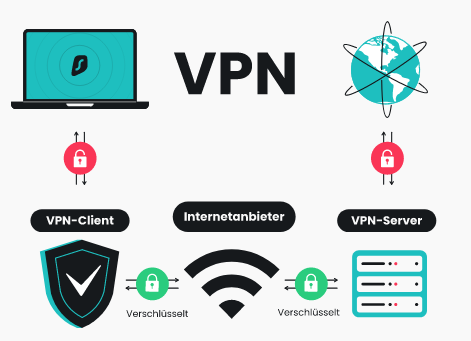 VPN
VPN-Client
Internetanbieter
VPN-Server
Verschlüsselt
Verschlüsselt